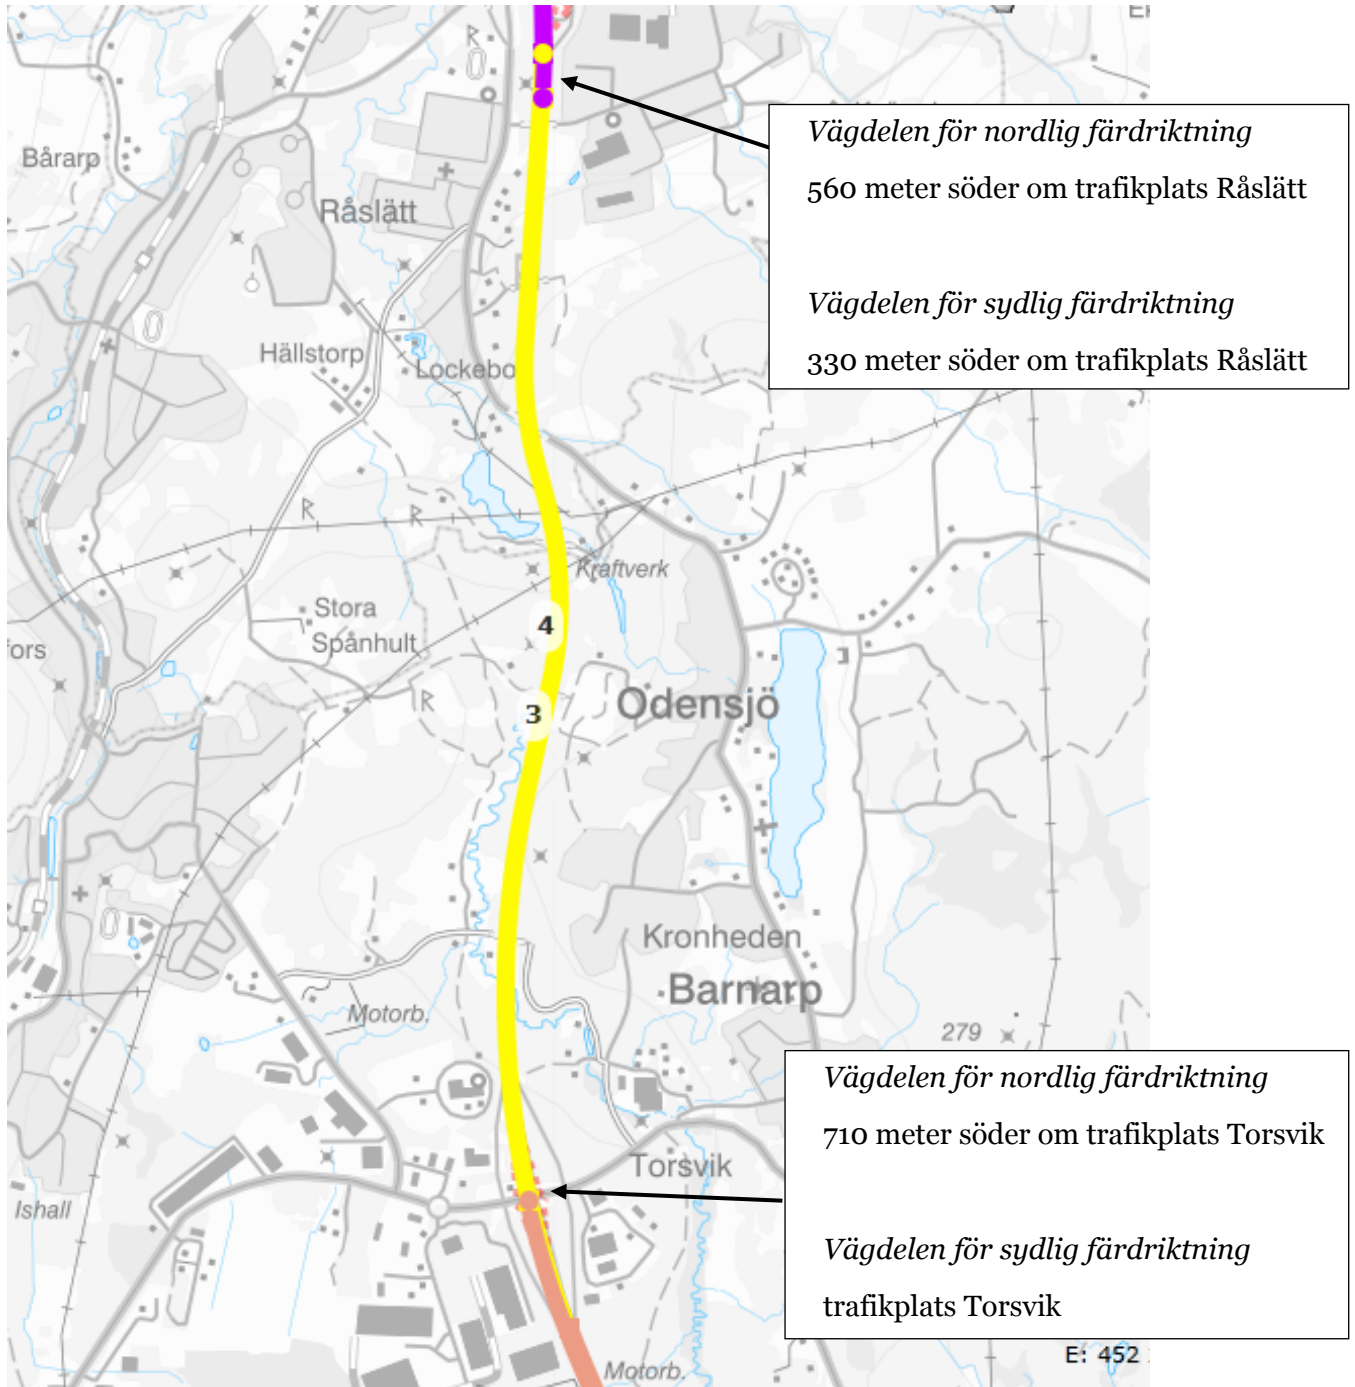 Vägdelen för nordlig färdriktning
560 meter söder om trafikplats Råslätt
Vägdelen för sydlig färdriktning
330 meter söder om trafikplats Råslätt
Bårarp
Råslätt
Hällstorp
Lockebo
Kraftverk
Stora
Spånhult
ors
4
3
Odensjö
Kronheden
Barnarp
Motorb.
279
Torsvik
Ishall
Motorb.
Vägdelen för nordlig färdriktning
710 meter söder om trafikplats Torsvik
Vägdelen för sydlig färdriktning
trafikplats Torsvik
E: 452